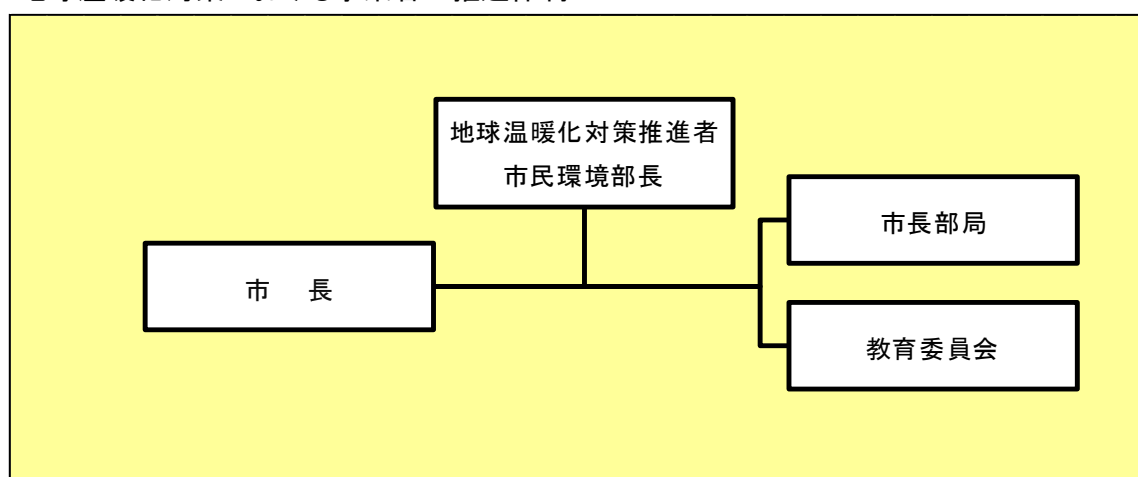 地球温暖化対策推進者
市民環境部長
市長部局
市　長
教育委員会